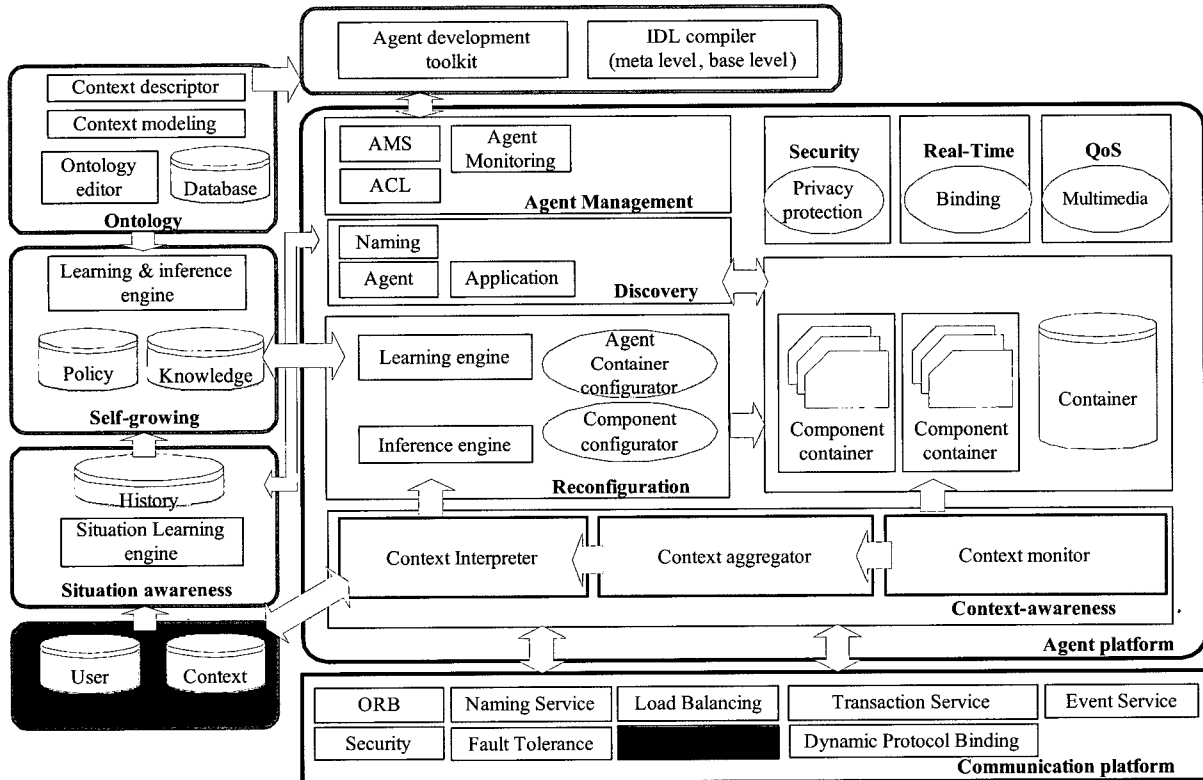 Agent development
toolkit
IDL compiler
(meta level, base level)
Context descriptor
Context modeling
Ontology
editor
Database
Ontology
Learning & inference
engine
Policy
Knowledge
Self-growing
History
Situation Learning
engine
Situation awareness
User
Context
AMS
Agent
Monitoring
ACL
Agent Management
Naming
Agent
Application
Discovery
Learning engine
Agent
Container
configurator
Inference engine
Component
configurator
Reconfiguration
Security
Privacy
protection
Real-Time
Binding
QoS
Multimedia
Component
container
Component
container
Container
Context Interpreter
Context aggregator
Context monitor
Context-awareness
Agent platform
ORB
Naming Service
Load Balancing
Transaction Service
Event Service
Security
Fault Tolerance
Dynamic Protocol Binding
Communication platform